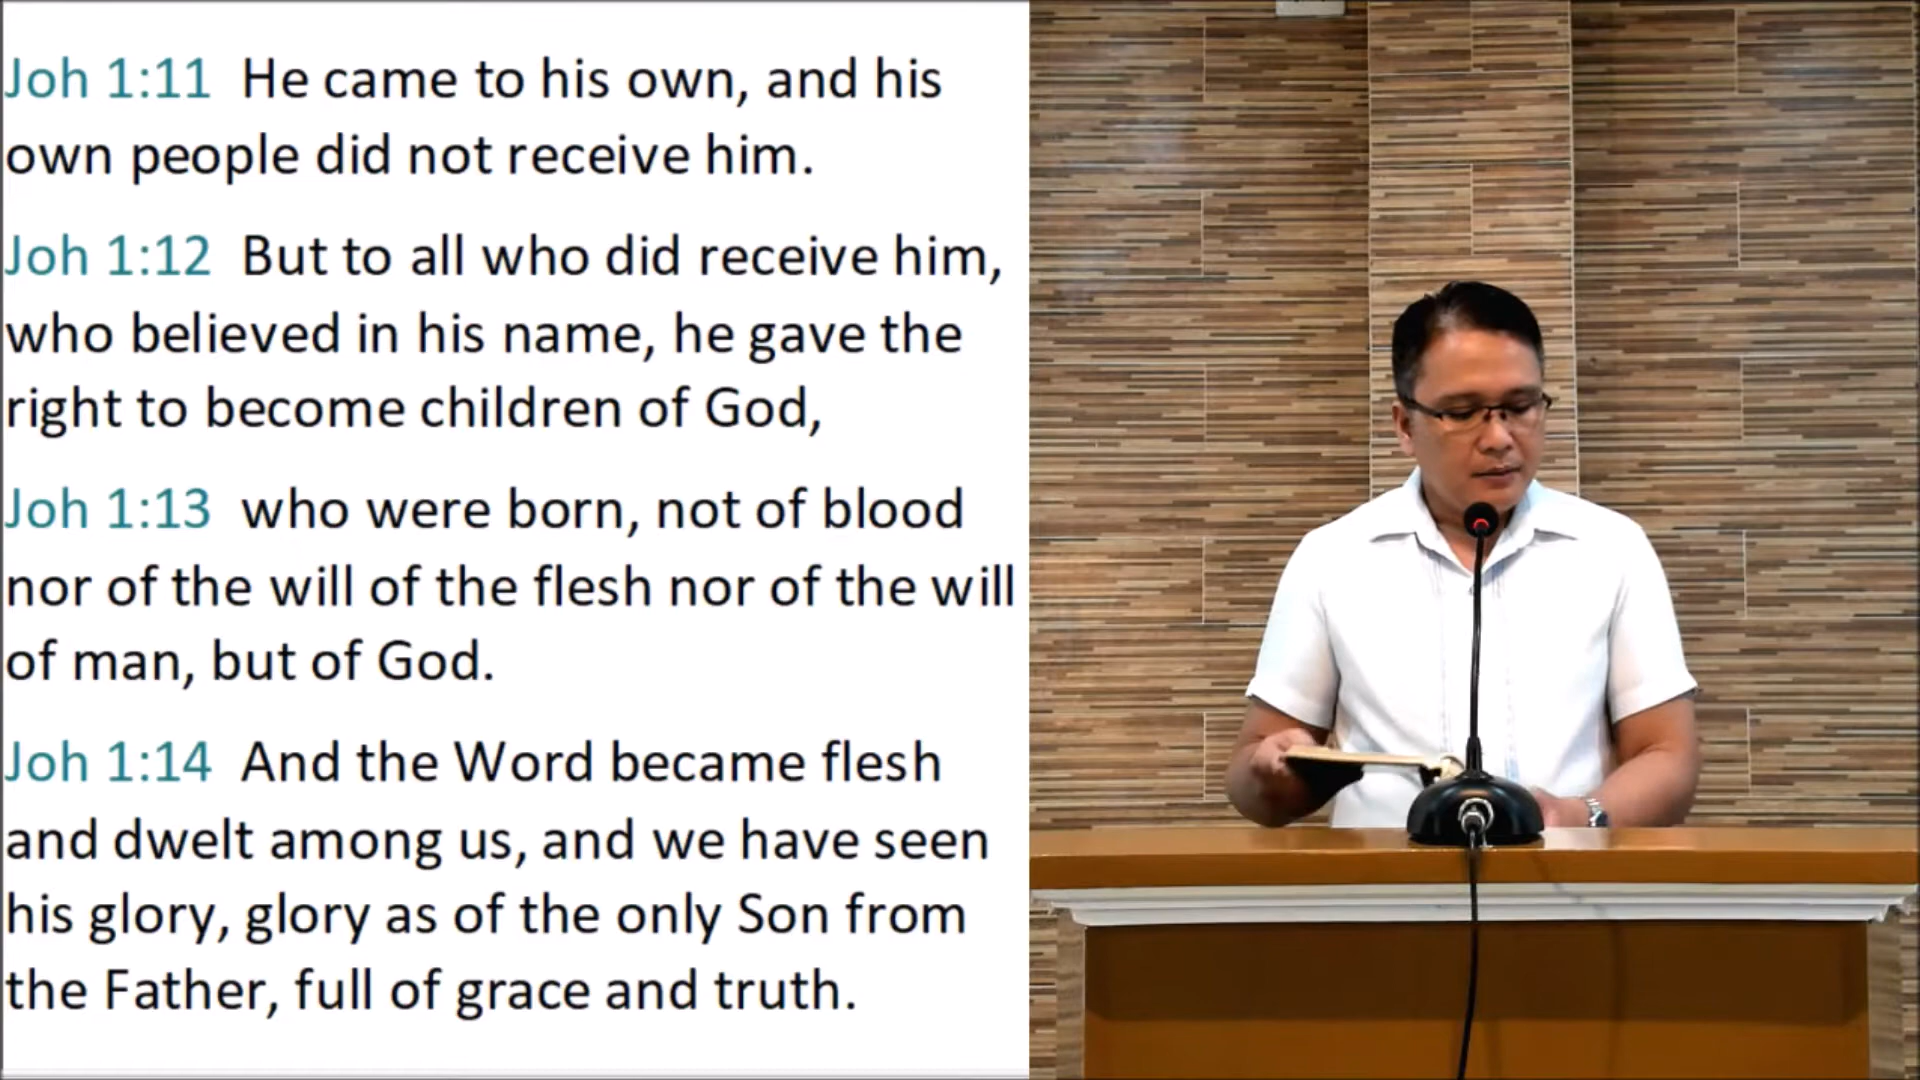 Joh 1:11 He came to his own, and his
own people did not receive him.
Joh 1:12 But to all who did receive him,
who believed in his name, he gave the
right to become children of God,
Joh 1:13 who were born, not of blood
nor of the will of the flesh nor of the will
of man, but of God.
Joh 1:14 And the Word became flesh
and dwelt among us, and we have seen
his glory, glory as of the only Son from
the Father, full of grace and truth.